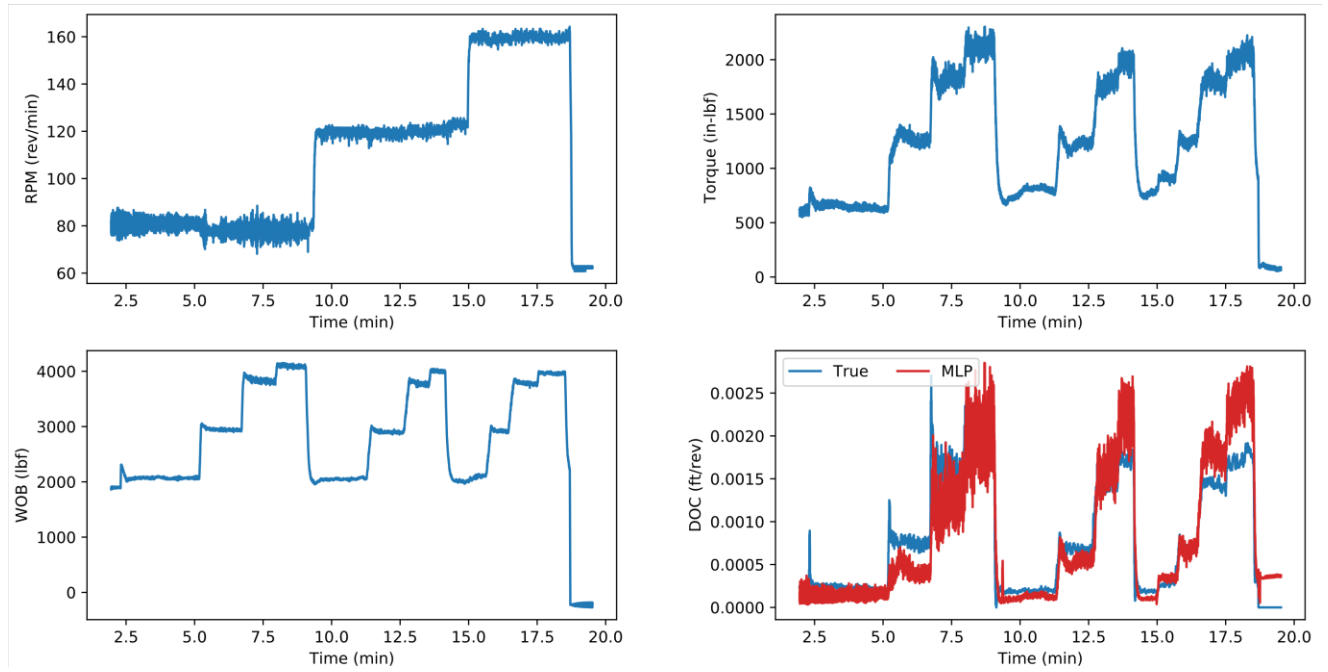 RPM (rev/min)
160
140
120
100
80
60
2.5 5.0 7.5 10.0 12.5 15.0 17.5 20.0
Time (min)
Torque (in-lbf)
2000
1500
1000
500
0
2.5 5.0 7.5 10.0 12.5 15.0 17.5 20.0
Time (min)
WOB (lbf)
4000
3000
2000
1000
0
2.5 5.0 7.5 10.0 12.5 15.0 17.5 20.0
Time (min)
True MLP
DOC (ft/rev)
0.0025
0.0020
0.0015
0.0010
0.0005
0.0000
2.5 5.0 7.5 10.0 12.5 15.0 17.5 20.0
Time (min)